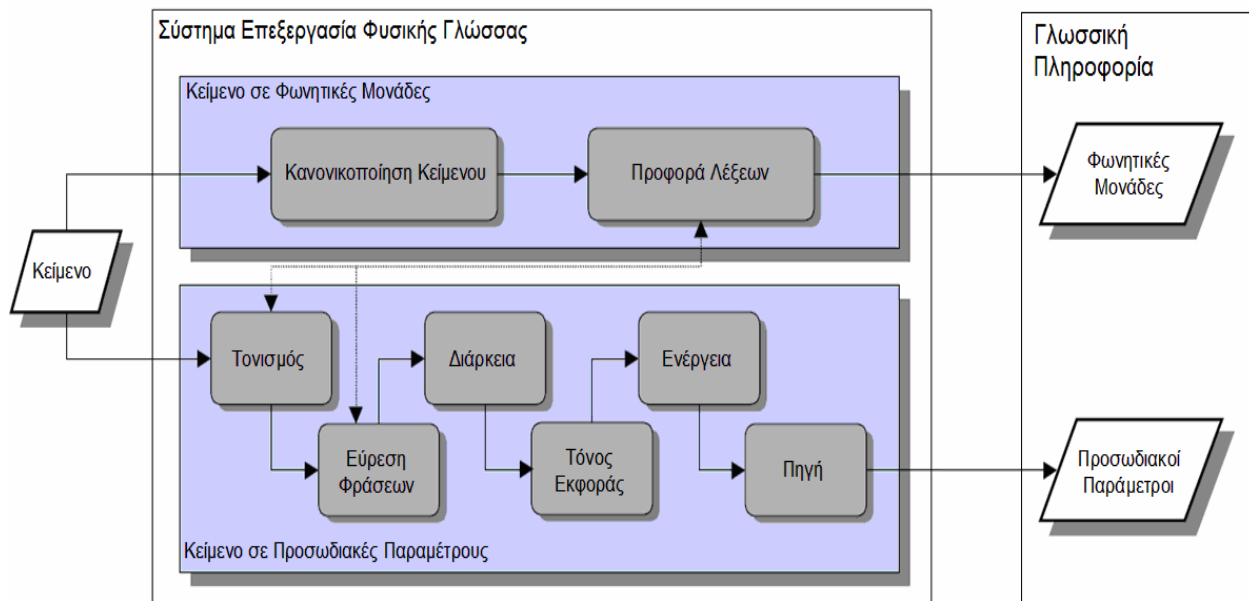 Σύστημα Επεξεργασία Φυσικής Γλώσσας
Γλωσσική
Πληροφορία
Κείμενο σε Φωνητικές Μονάδες
Κανονικοποίηση Κείμενου
Προφορά Λέξεων
Φωνητικές
Μονάδες
Κείμενο
Τονισμός
Διάρκεια
Ενέργεια
Εύρεση
Φράσεων
Τόνος
Εκφοράς
Πηγή
Προσωδιακοί
Παράμετροι
Κείμενο σε Προσωδιακές Παραμέτρους